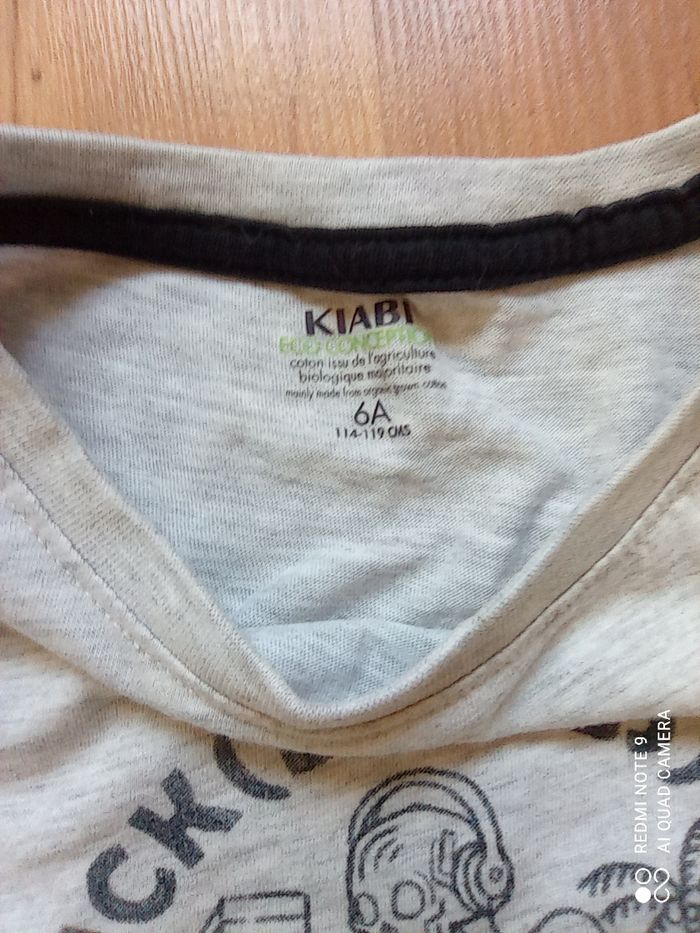 KIABI
ECO CONCEPTION
coton issu de l'agriculture
biologique majoritaire
mainly made from organic grown cotton
6A
114-119 CMS
ACK
REDMI NOTE 9
AI QUAD CAMERA